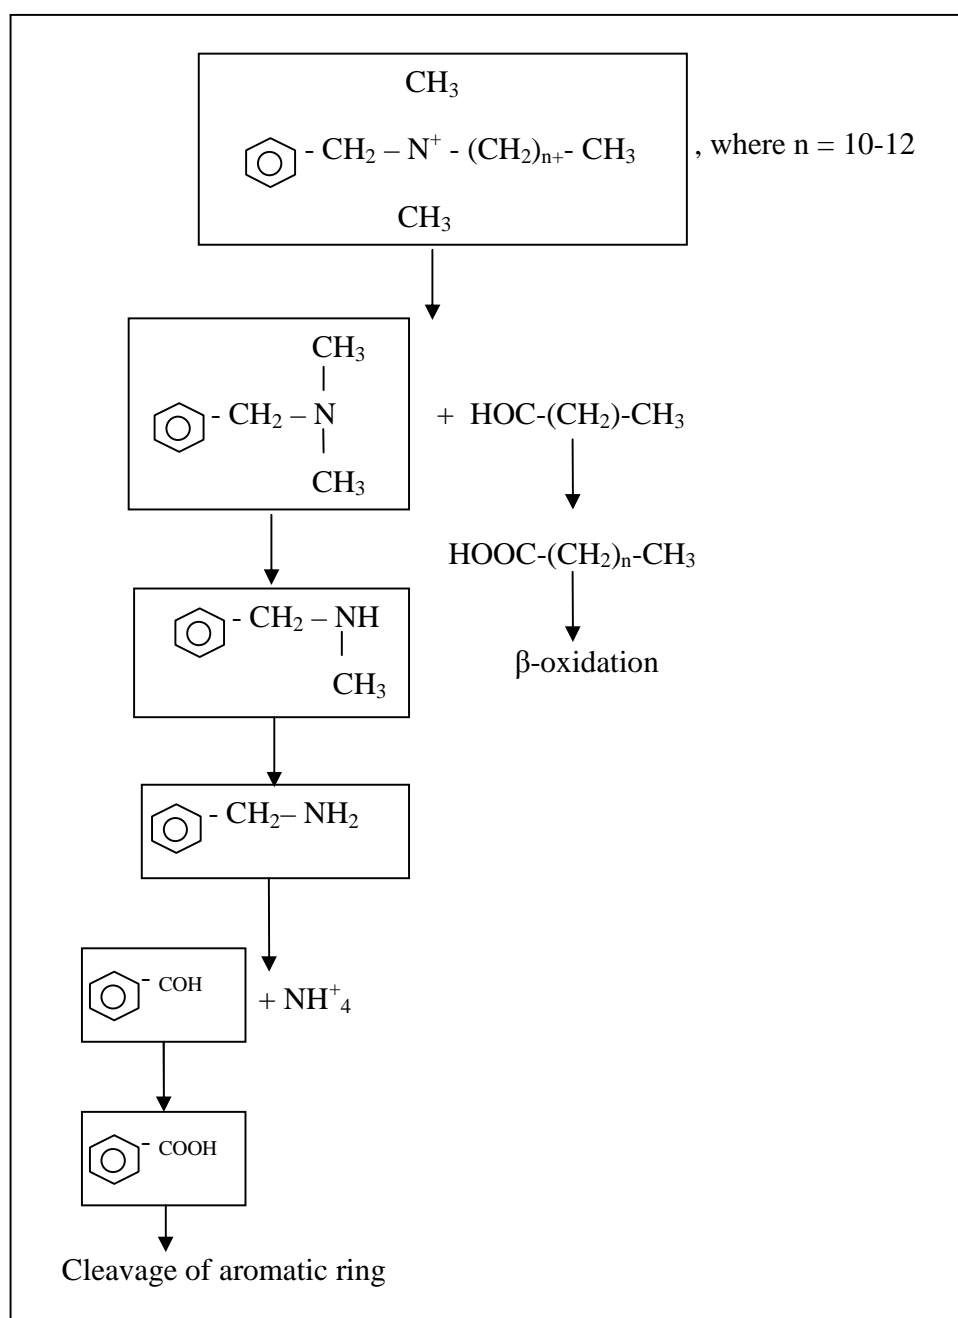 CH₃
- CH₂ – N⁺ - (CH₂)ₙ₊- CH₃ , where n = 10-12
CH₃
CH₃
- CH₂ – N + HOC-(CH₂)-CH₃
CH₃
HOOC-(CH₂)ₙ-CH₃
- CH₂ – NH
β-oxidation
CH₃
- CH₂– NH₂
- COH + NH⁺₄
- COOH
Cleavage of aromatic ring